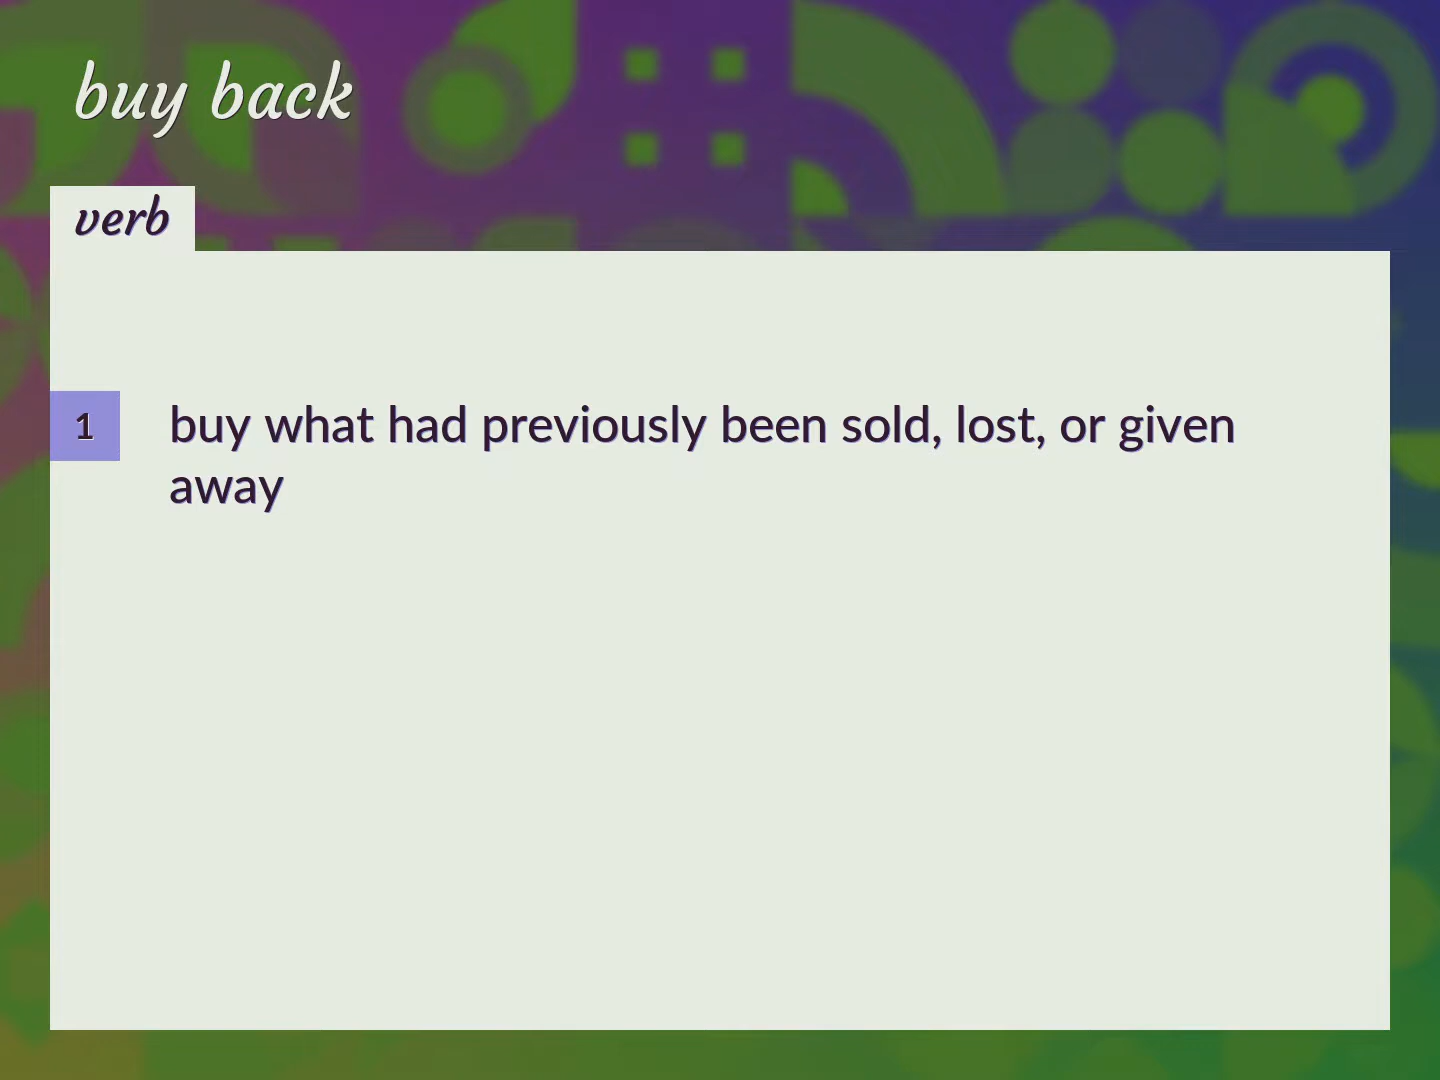 buy back
verb
1
buy what had previously been sold, lost, or given
away